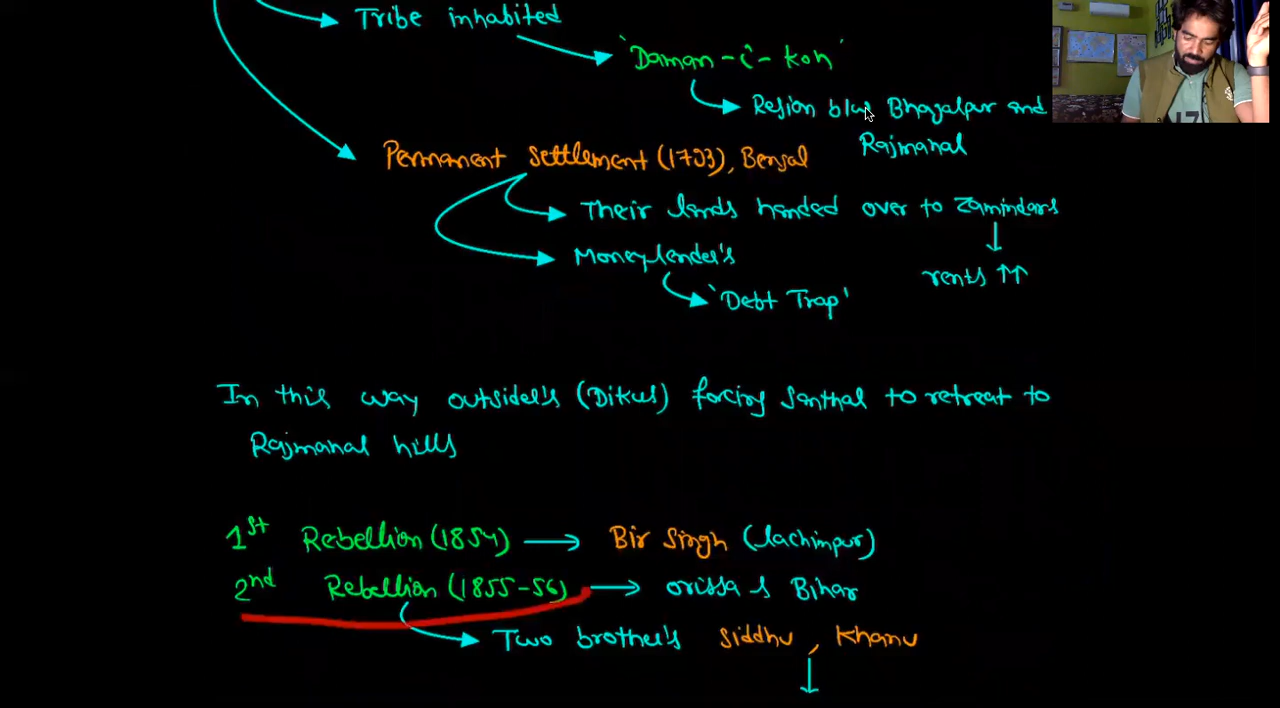 Tribe inhabited
'Daman-i-koh'
Region b/w Bhagalpur and
Rajmahal
Permanent Settlement (1793), Bengal
Their lands handed over to Zamindars
Moneylender's
rents ↑↑
'Debt Trap'
In this way outsider's (Dikus) forcing Santhal to retreat to
Rajmahal hills
1st Rebellion (1854) → Bir Singh (lachimpur)
2nd Rebellion (1855-56) → orissa & Bihar
Two brother's Siddhu, Khanu